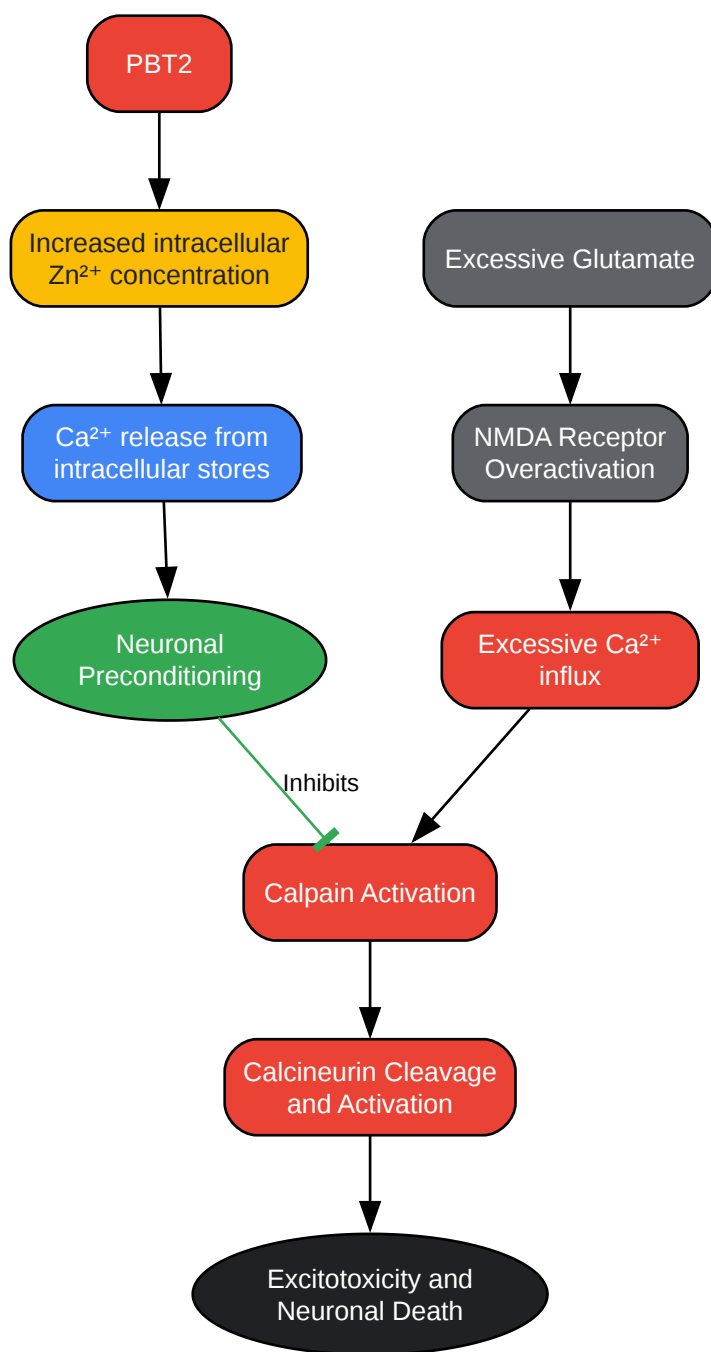 PBT2
Increased intracellular
Zn²⁺ concentration
Excessive Glutamate
Ca²⁺ release from
intracellular stores
NMDA Receptor
Overactivation
Neuronal
Preconditioning
Excessive Ca²⁺
influx
Inhibits
Calpain Activation
Calcineurin Cleavage
and Activation
Excitotoxicity and
Neuronal Death